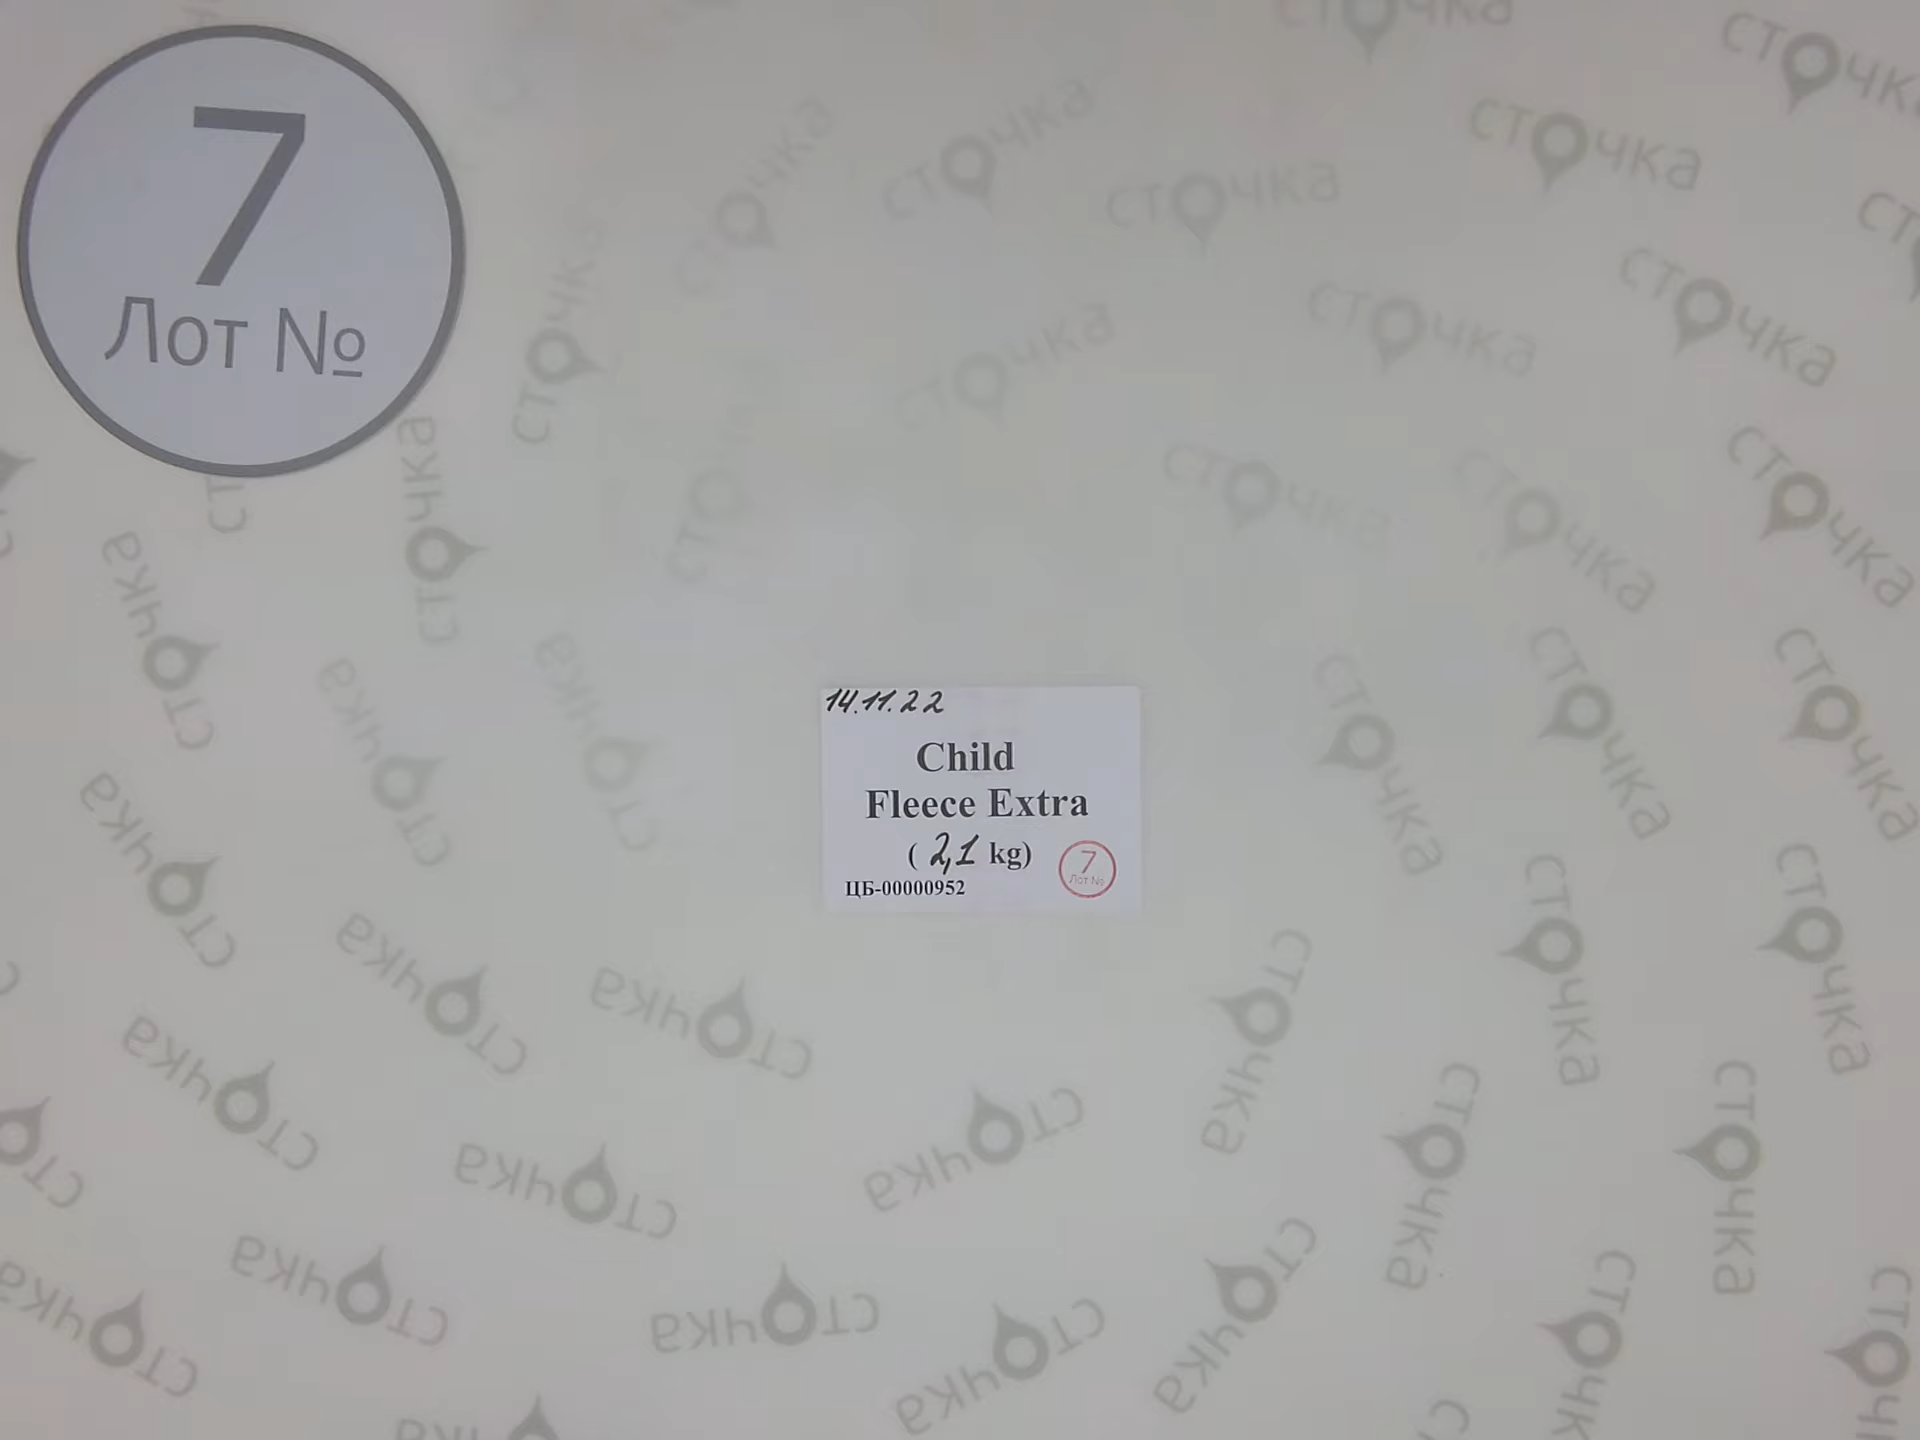 7
Лот №
14.11.22
Child
Fleece Extra
( 2,1 kg)
ЦБ-00000952
7
Лот №
сточка